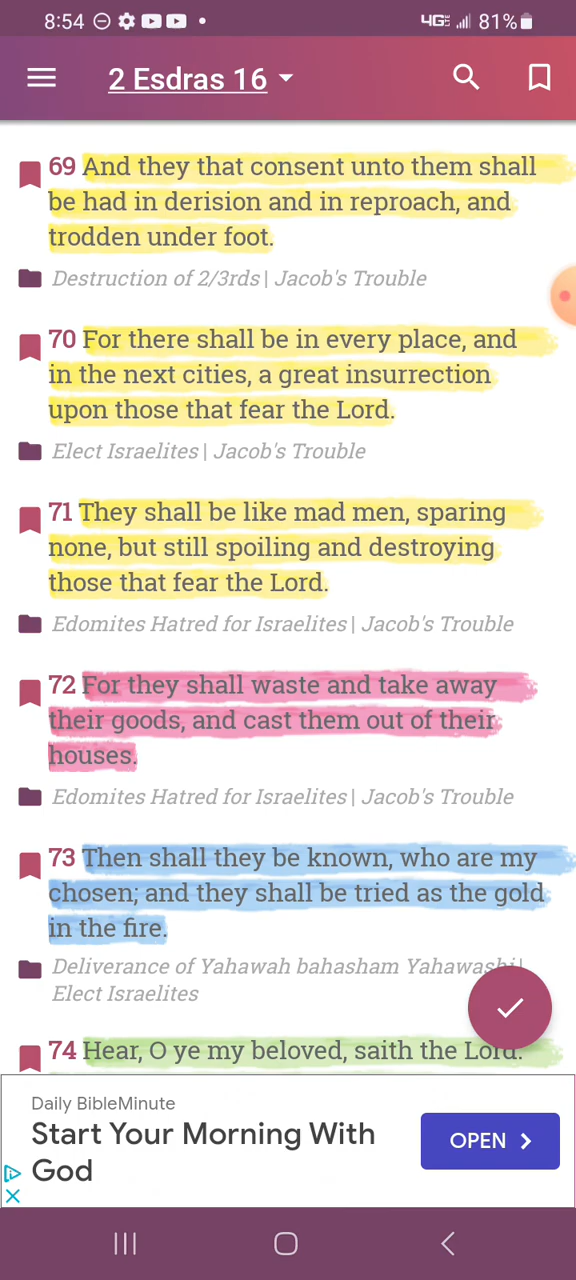 8:54 81%
2 Esdras 16
69 And they that consent unto them shall
be had in derision and in reproach, and
trodden under foot.
Destruction of 2/3rds | Jacob's Trouble
70 For there shall be in every place, and
in the next cities, a great insurrection
upon those that fear the Lord.
Elect Israelites | Jacob's Trouble
71 They shall be like mad men, sparing
none, but still spoiling and destroying
those that fear the Lord.
Edomites Hatred for Israelites | Jacob's Trouble
72 For they shall waste and take away
their goods, and cast them out of their
houses.
Edomites Hatred for Israelites | Jacob's Trouble
73 Then shall they be known, who are my
chosen; and they shall be tried as the gold
in the fire.
Deliverance of Yahawah bahasham Yahawashi |
Elect Israelites
74 Hear, O ye my beloved, saith the Lord:
Daily BibleMinute
Start Your Morning With
God
OPEN